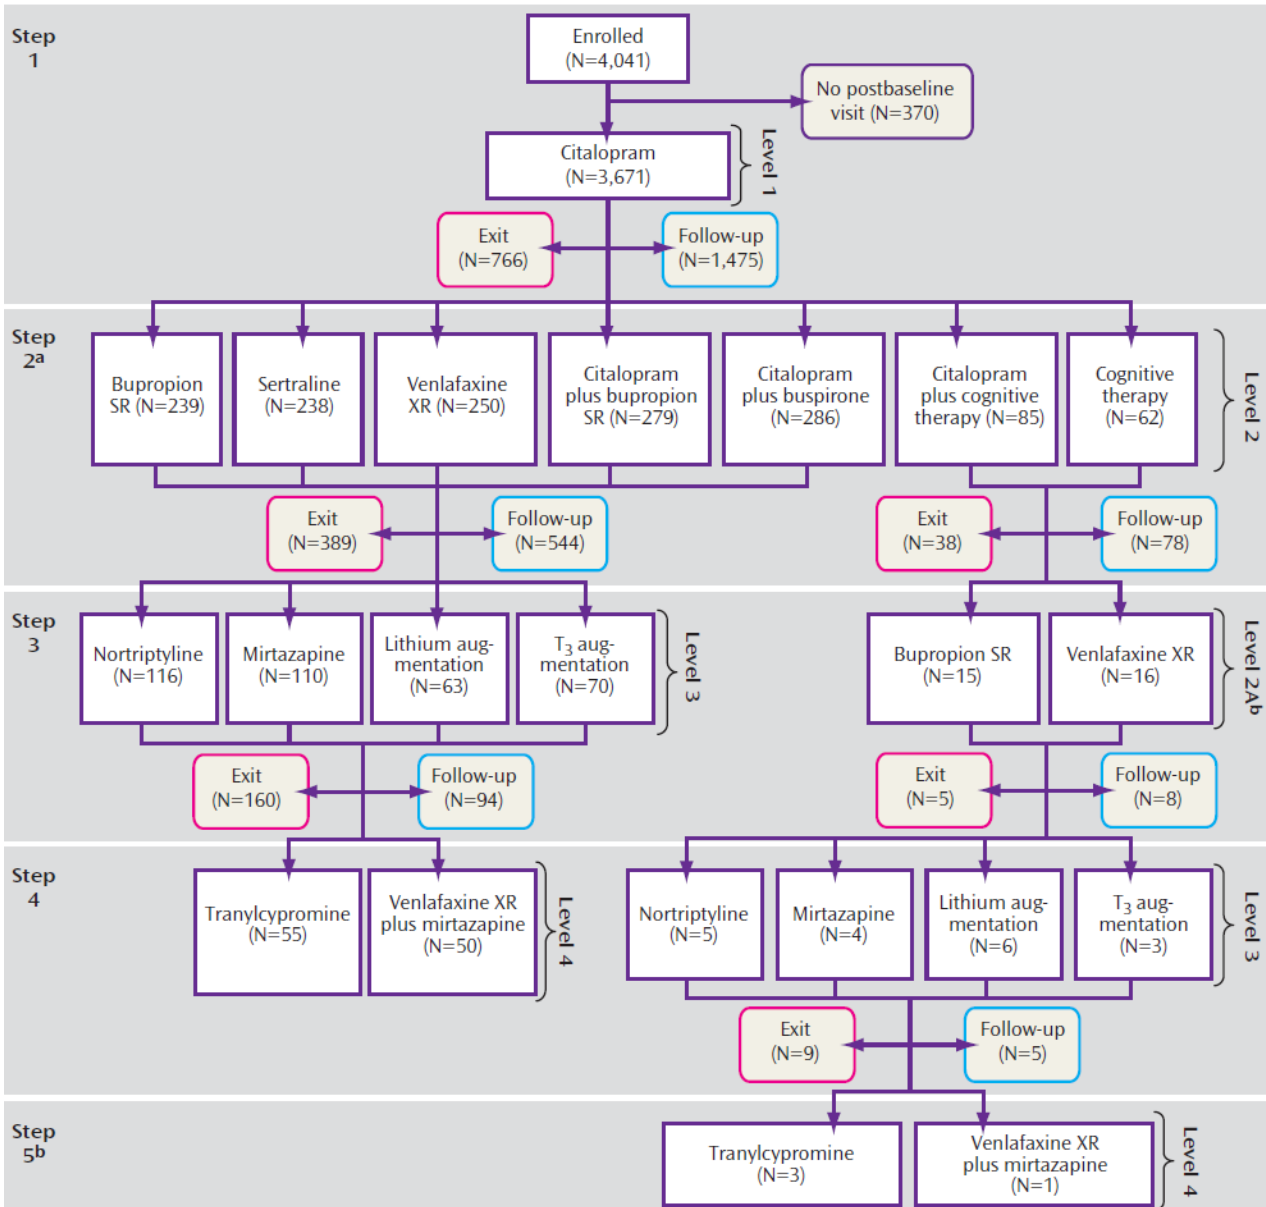 Step
1
Enrolled
(N=4,041)
No postbaseline
visit (N=370)
Citalopram
(N=3,671)
Level 1
Exit
(N=766)
Follow-up
(N=1,475)
Step
2a
Bupropion
SR (N=239)
Sertraline
(N=238)
Venlafaxine
XR (N=250)
Citalopram
plus bupropion
SR (N=279)
Citalopram
plus buspirone
(N=286)
Citalopram
plus cognitive
therapy (N=85)
Cognitive
therapy
(N=62)
Level 2
Exit
(N=389)
Follow-up
(N=544)
Exit
(N=38)
Follow-up
(N=78)
Step
3
Nortriptyline
(N=116)
Mirtazapine
(N=110)
Lithium aug-
mentation
(N=63)
T3 aug-
mentation
(N=70)
Level 3
Bupropion SR
(N=15)
Venlafaxine XR
(N=16)
Level 2Ab
Exit
(N=160)
Follow-up
(N=94)
Exit
(N=5)
Follow-up
(N=8)
Step
4
Tranylcypromine
(N=55)
Venlafaxine XR
plus mirtazapine
(N=50)
Level 4
Nortriptyline
(N=5)
Mirtazapine
(N=4)
Lithium aug-
mentation
(N=6)
T3 aug-
mentation
(N=3)
Level 3
Exit
(N=9)
Follow-up
(N=5)
Step
5b
Tranylcypromine
(N=3)
Venlafaxine XR
plus mirtazapine
(N=1)
Level 4